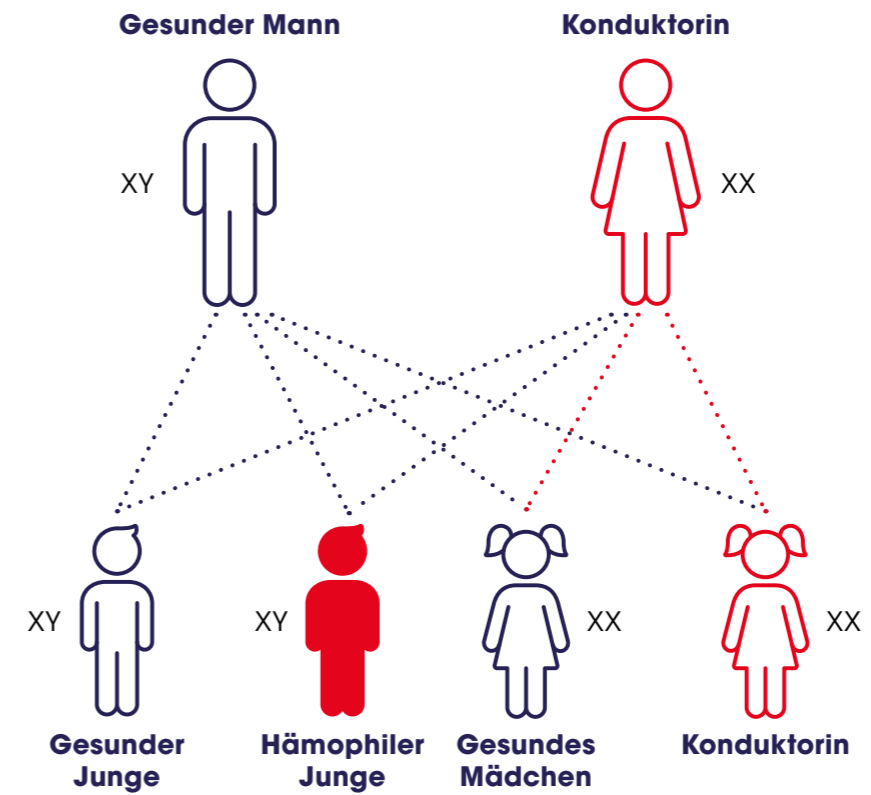 Gesunder Mann
Konduktorin
XY
XX
XY
XY
XX
XX
Gesunder
Junge
Hämophiler
Junge
Gesundes
Mädchen
Konduktorin